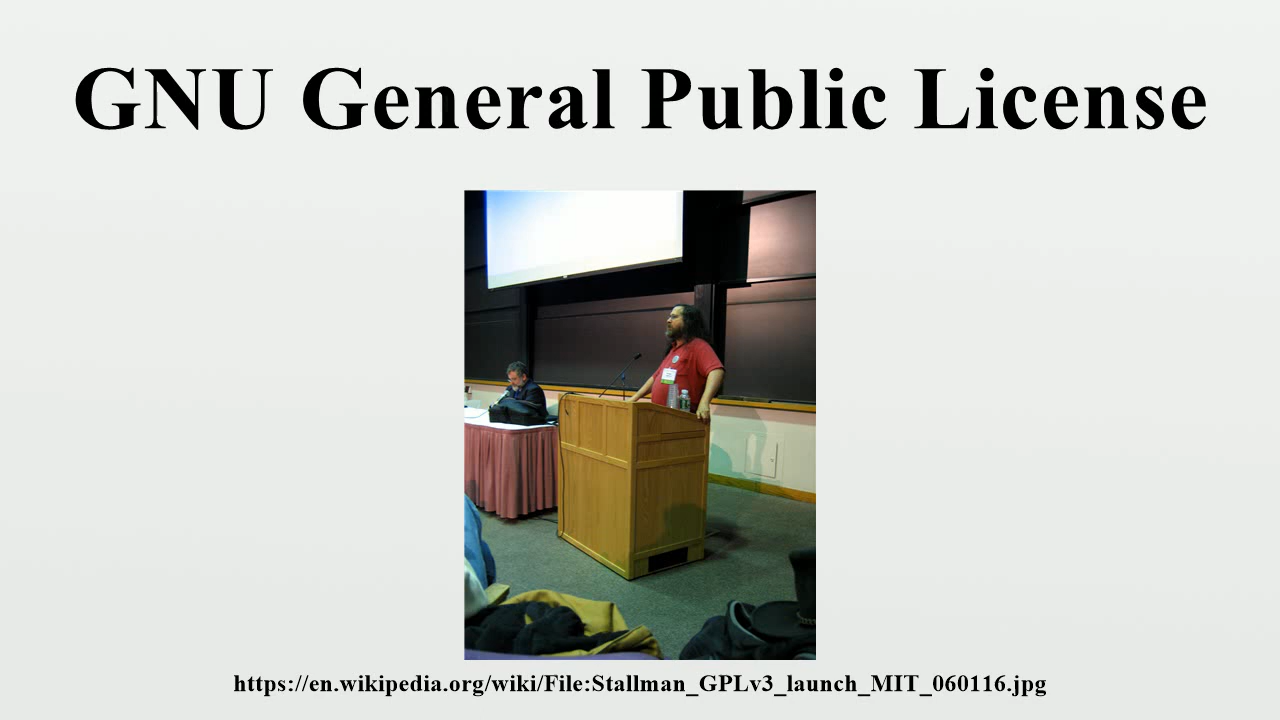 GNU General Public License
https://en.wikipedia.org/wiki/File:Stallman_GPLv3_launch_MIT_060116.jpg